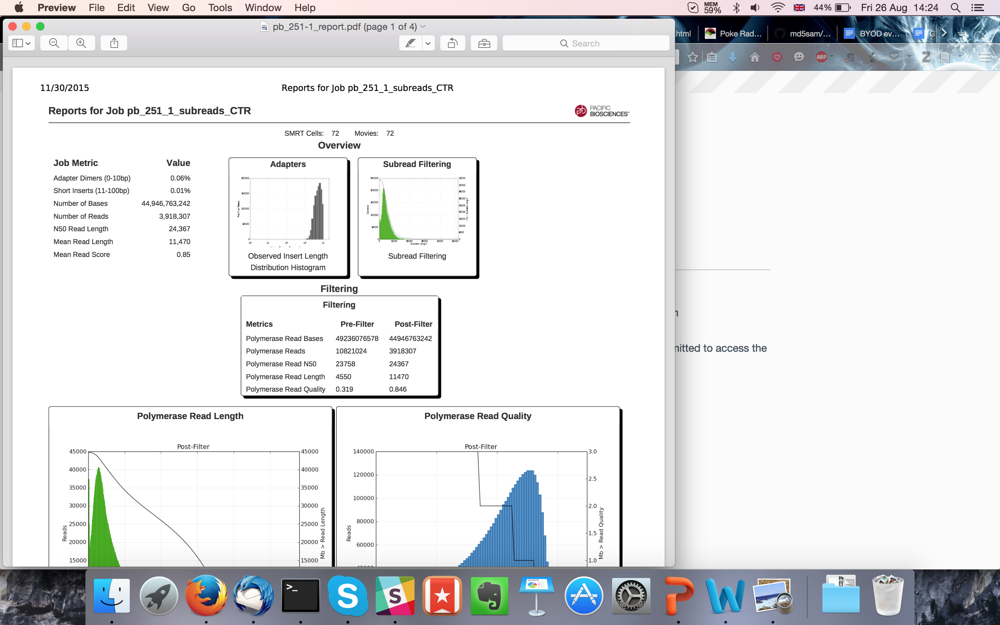 Preview File Edit View Go Tools Window Help
MEM 59% 44% Fri 26 Aug 14:24
pb_251-1_report.pdf (page 1 of 4)
Search
.html Poke Rad... md5sam/... BYOD ev... G
ABP
11/30/2015 Reports for Job pb_251_1_subreads_CTR
Reports for Job pb_251_1_subreads_CTR
PACIFIC
BIOSCIENCES™
SMRT Cells: 72 Movies: 72
Overview
Job Metric Value
Adapter Dimers (0-10bp) 0.06%
Short Inserts (11-100bp) 0.01%
Number of Bases 44,946,763,242
Number of Reads 3,918,307
N50 Read Length 24,367
Mean Read Length 11,470
Mean Read Score 0.85
Adapters
Observed Insert Length
Distribution Histogram
Subread Filtering
Subread Filtering
Filtering
Filtering
Metrics Pre-Filter Post-Filter
Polymerase Read Bases 49236076578 44946763242
Polymerase Reads 10821024 3918307
Polymerase Read N50 23758 24367
Polymerase Read Length 4550 11470
Polymerase Read Quality 0.319 0.846
to access the
Polymerase Read Length
Post-Filter
45000 45000
40000 40000
35000 35000
30000 30000
25000 25000
20000 20000
15000 15000
Reads
Mb > Read Length
Polymerase Read Quality
Post-Filter
140000 3.0
120000 2.5
100000 2.0
80000 1.5
60000 1.0
Reads
Mb > Read Quality
KEYNOTE